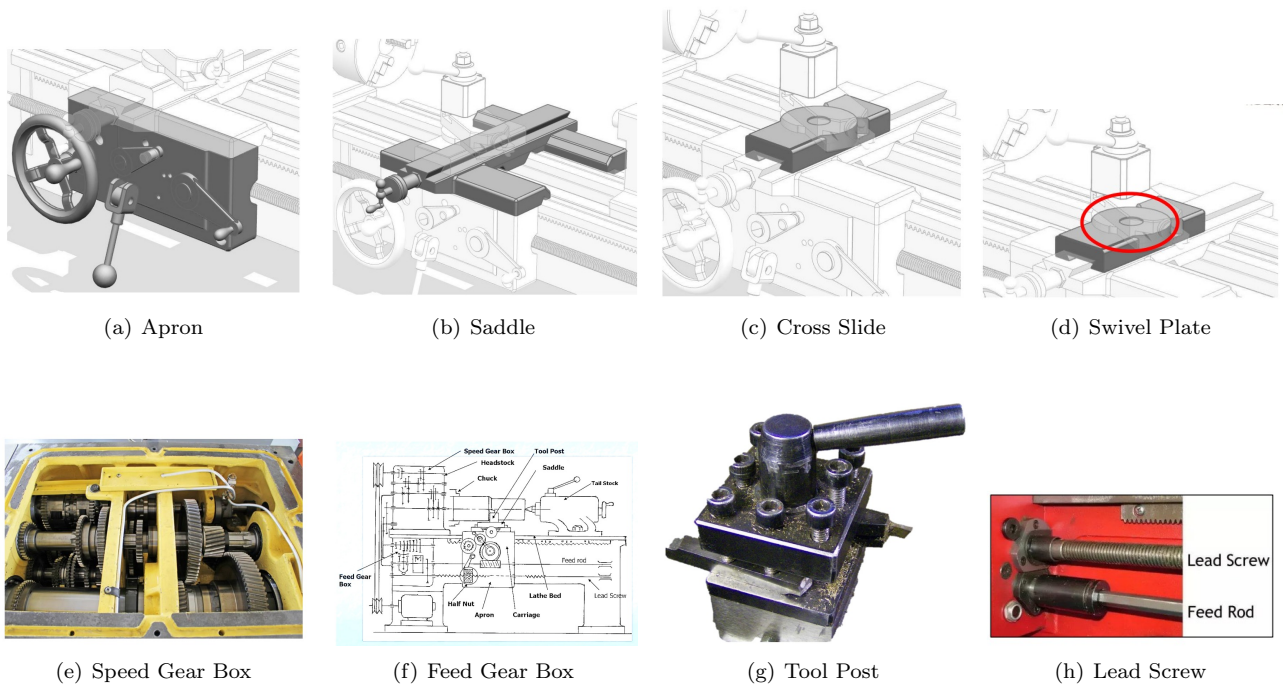 (a) Apron
(b) Saddle
(c) Cross Slide
(d) Swivel Plate
Speed Gear Box
Headstock
Chuck
Tool Post
Saddle
Tail Stock
Feed rod
Feed Gear
Box
Half Nut
Apron
Lathe Bed
Carriage
Lead Screw
Lead Screw
Feed Rod
(e) Speed Gear Box
(f) Feed Gear Box
(g) Tool Post
(h) Lead Screw